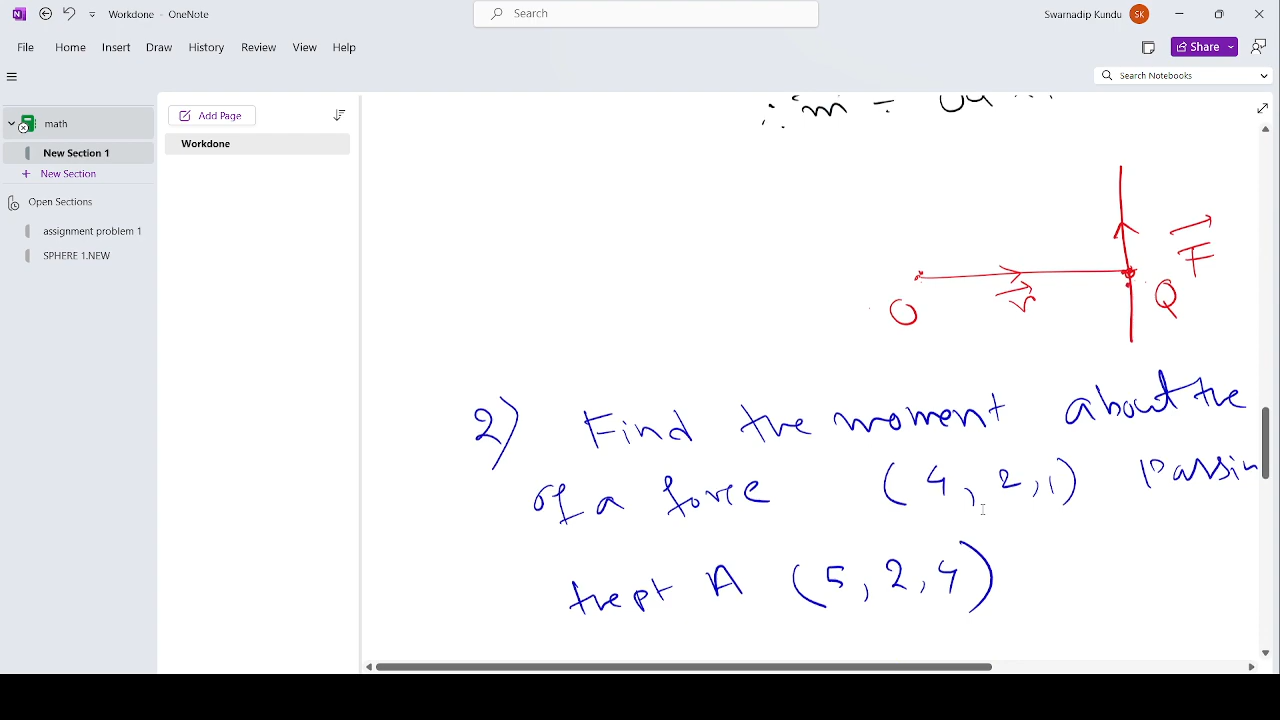 Workdone - OneNote
Search
Swarnadip Kundu SK
File Home Insert Draw History Review View Help
Share
Search Notebooks
math
Add Page
New Section 1
Workdone
New Section
Open Sections
assignment problem 1
SPHERE 1.NEW
∴ m =
F
r
O
Q
2) Find the moment about the
of a force (4, 2, 1) Passin
the pt A (5, 2, 4)